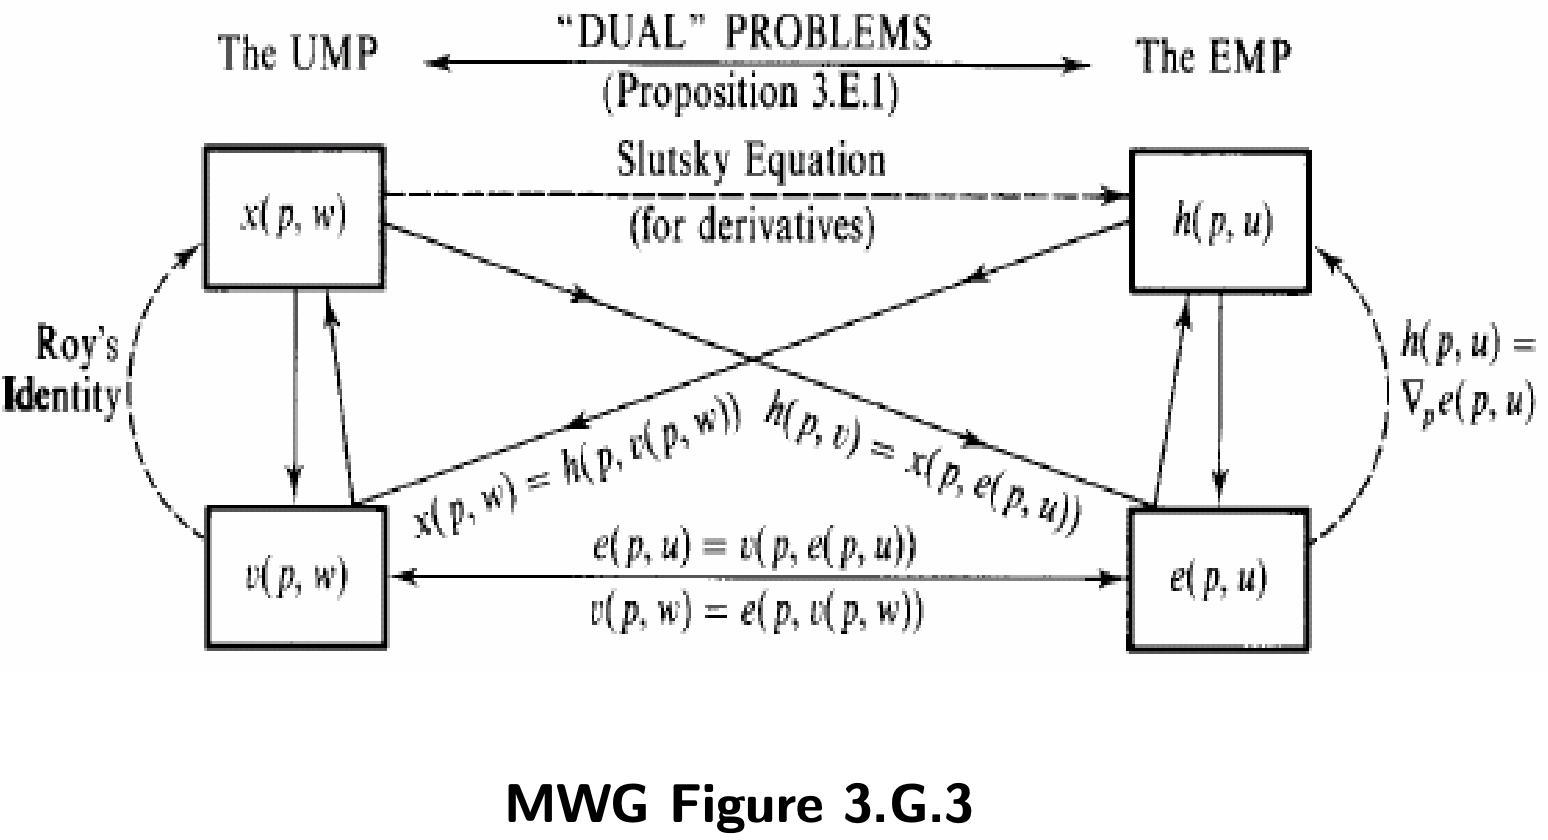 The UMP
“DUAL” PROBLEMS
(Proposition 3.E.1)
The EMP
Slutsky Equation
(for derivatives)
x(p, w)
h(p, u)
Roy's
Identity
h(p, u) =
∇ₚe(p, u)
x(p, w) = h(p, v(p, w))
h(p, v) = x(p, e(p, u))
e(p, u) = v(p, e(p, u))
v(p, w) = e(p, v(p, w))
v(p, w)
e(p, u)
MWG Figure 3.G.3